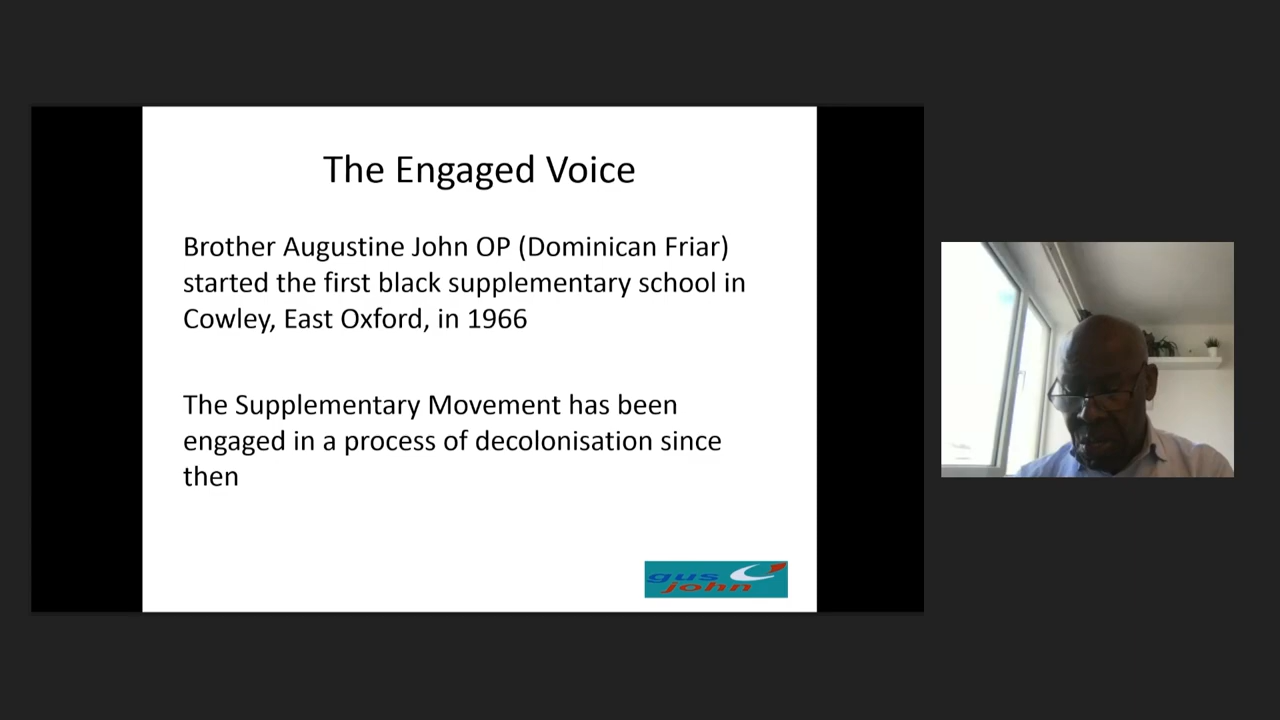 The Engaged Voice
Brother Augustine John OP (Dominican Friar)
started the first black supplementary school in
Cowley, East Oxford, in 1966
The Supplementary Movement has been
engaged in a process of decolonisation since
then
gus
john